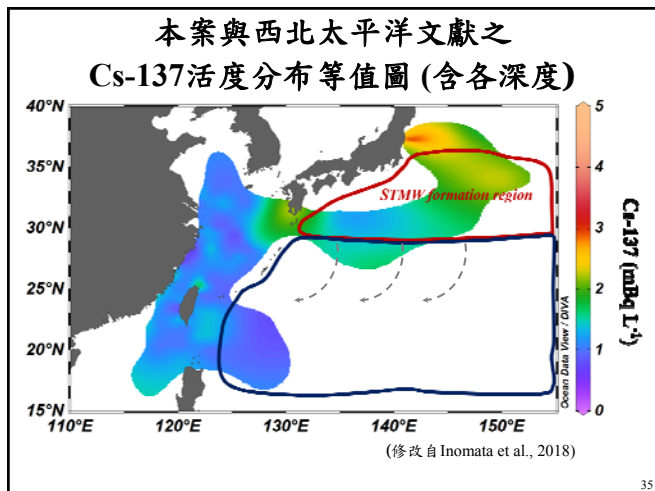 本案與西北太平洋文獻之
Cs-137活度分布等值圖 (含各深度)
40°N
35°N
30°N
25°N
20°N
15°N
110°E
120°E
130°E
140°E
150°E
STMW formation region
Ocean Data View / DIVA
5
4
3
2
1
0
Cs-137 (mBq L⁻¹)
(修改自Inomata et al., 2018)
35